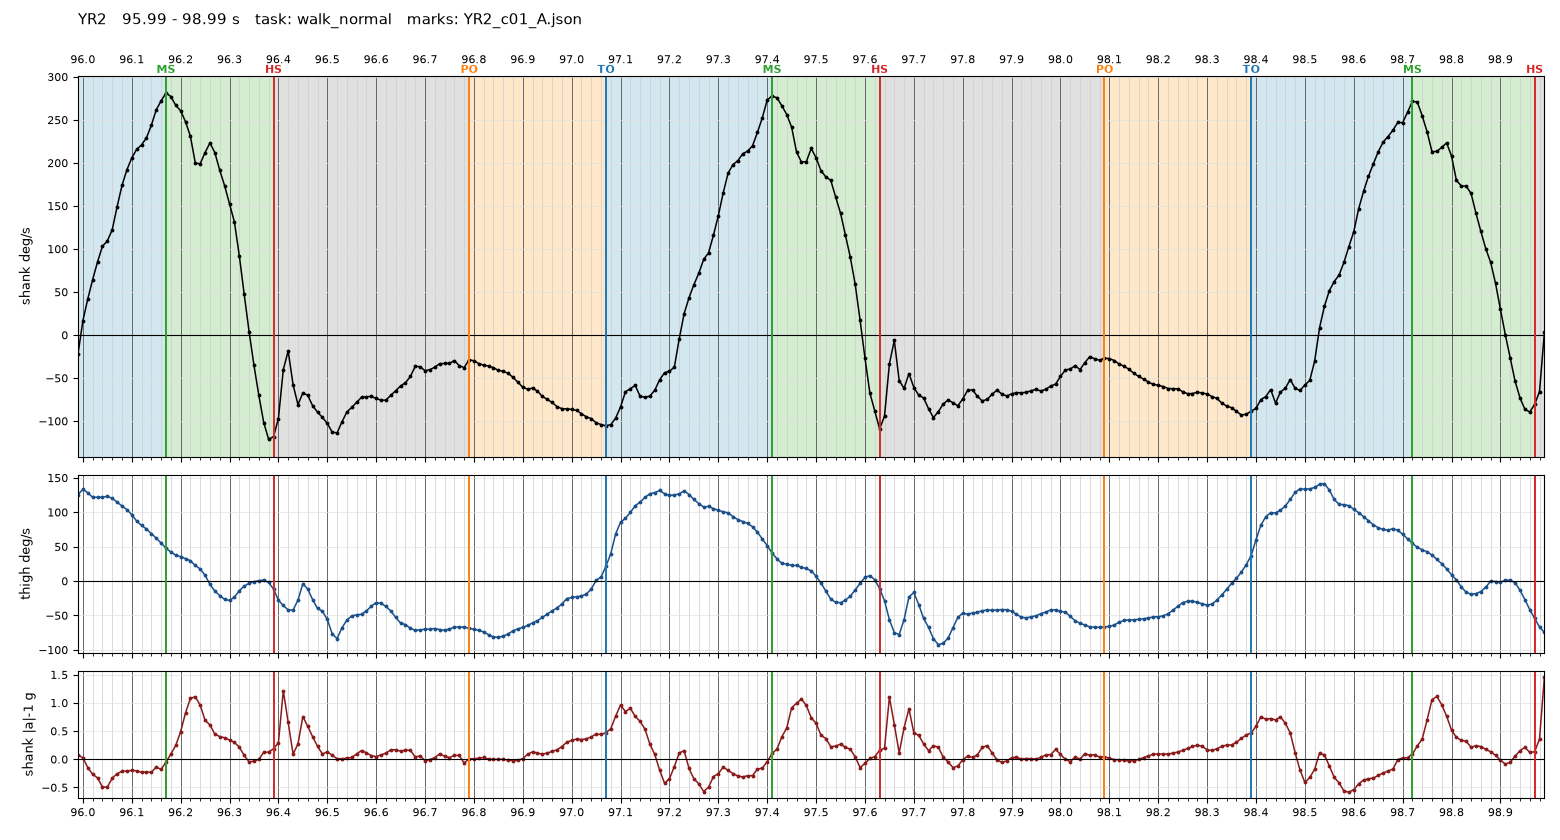 YR2   95.99 - 98.99 s   task: walk_normal   marks: YR2_c01_A.json
96.0 96.1 96.2 96.3 96.4 96.5 96.6 96.7 96.8 96.9 97.0 97.1 97.2 97.3 97.4 97.5 97.6 97.7 97.8 97.9 98.0 98.1 98.2 98.3 98.4 98.5 98.6 98.7 98.8 98.9
MS HS PO TO MS HS PO TO MS HS
300
250
200
150
100
50
0
−50
−100
shank deg/s
150
100
50
0
−50
−100
thigh deg/s
1.5
1.0
0.5
0.0
−0.5
shank |a|-1 g
96.0 96.1 96.2 96.3 96.4 96.5 96.6 96.7 96.8 96.9 97.0 97.1 97.2 97.3 97.4 97.5 97.6 97.7 97.8 97.9 98.0 98.1 98.2 98.3 98.4 98.5 98.6 98.7 98.8 98.9